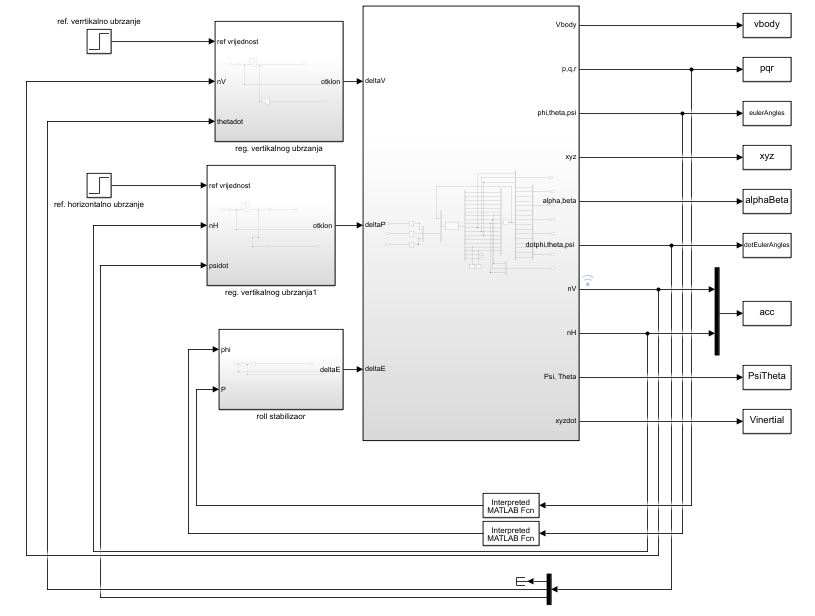 ref. verrtikalno ubrzanje
ref vrijednost
nV
thetadot
otklon
reg. vertikalnog ubrzanja
ref. horizontalno ubrzanje
ref vrijednost
nH
psidot
otklon
reg. vertikalnog ubrzanja1
phi
P
deltaE
roll stabilizaor
deltaV
deltaP
deltaE
Vbody
p,q,r
phi,theta,psi
xyz
alpha,beta
dotphi,theta,psi
nV
nH
Psi, Theta
xyzdot
vbody
pqr
eulerAngles
xyz
alphaBeta
dotEulerAngles
acc
PsiTheta
Vinertial
Interpreted
MATLAB Fcn
Interpreted
MATLAB Fcn